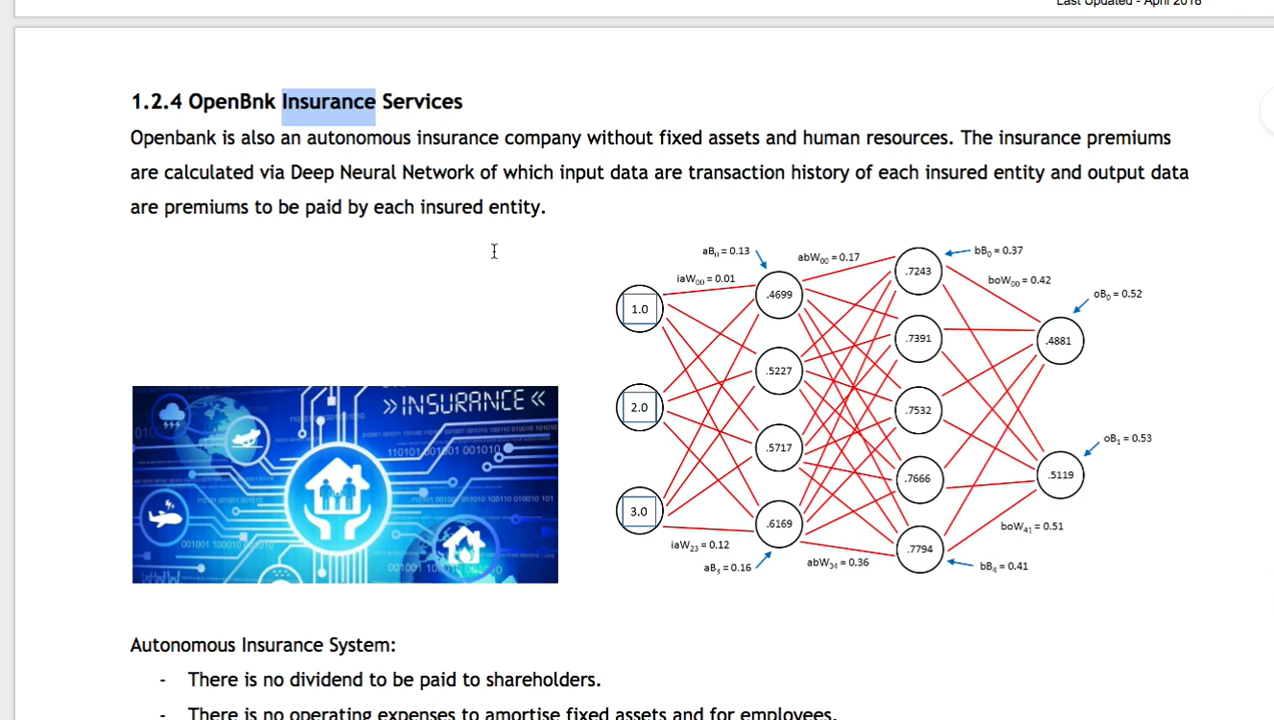 Last Updated - April 2018
1.2.4 OpenBnk Insurance Services
Openbank is also an autonomous insurance company without fixed assets and human resources. The insurance premiums
are calculated via Deep Neural Network of which input data are transaction history of each insured entity and output data
are premiums to be paid by each insured entity.
aB₀ = 0.13
abW₀₀ = 0.17
bB₀ = 0.37
iaW₀₀ = 0.01
boW₀₀ = 0.42
oB₀ = 0.52
1.0
.4699
.7243
.7391
.4881
.5227
2.0
.7532
.5717
.7666
.5119
oB₁ = 0.53
3.0
.6169
.7794
boW₄₁ = 0.51
iaW₂₃ = 0.12
aB₃ = 0.16
abW₃₄ = 0.36
bB₄ = 0.41
»INSURANCE«
Autonomous Insurance System:
- There is no dividend to be paid to shareholders.
- There is no operating expenses to amortise fixed assets and for employees.